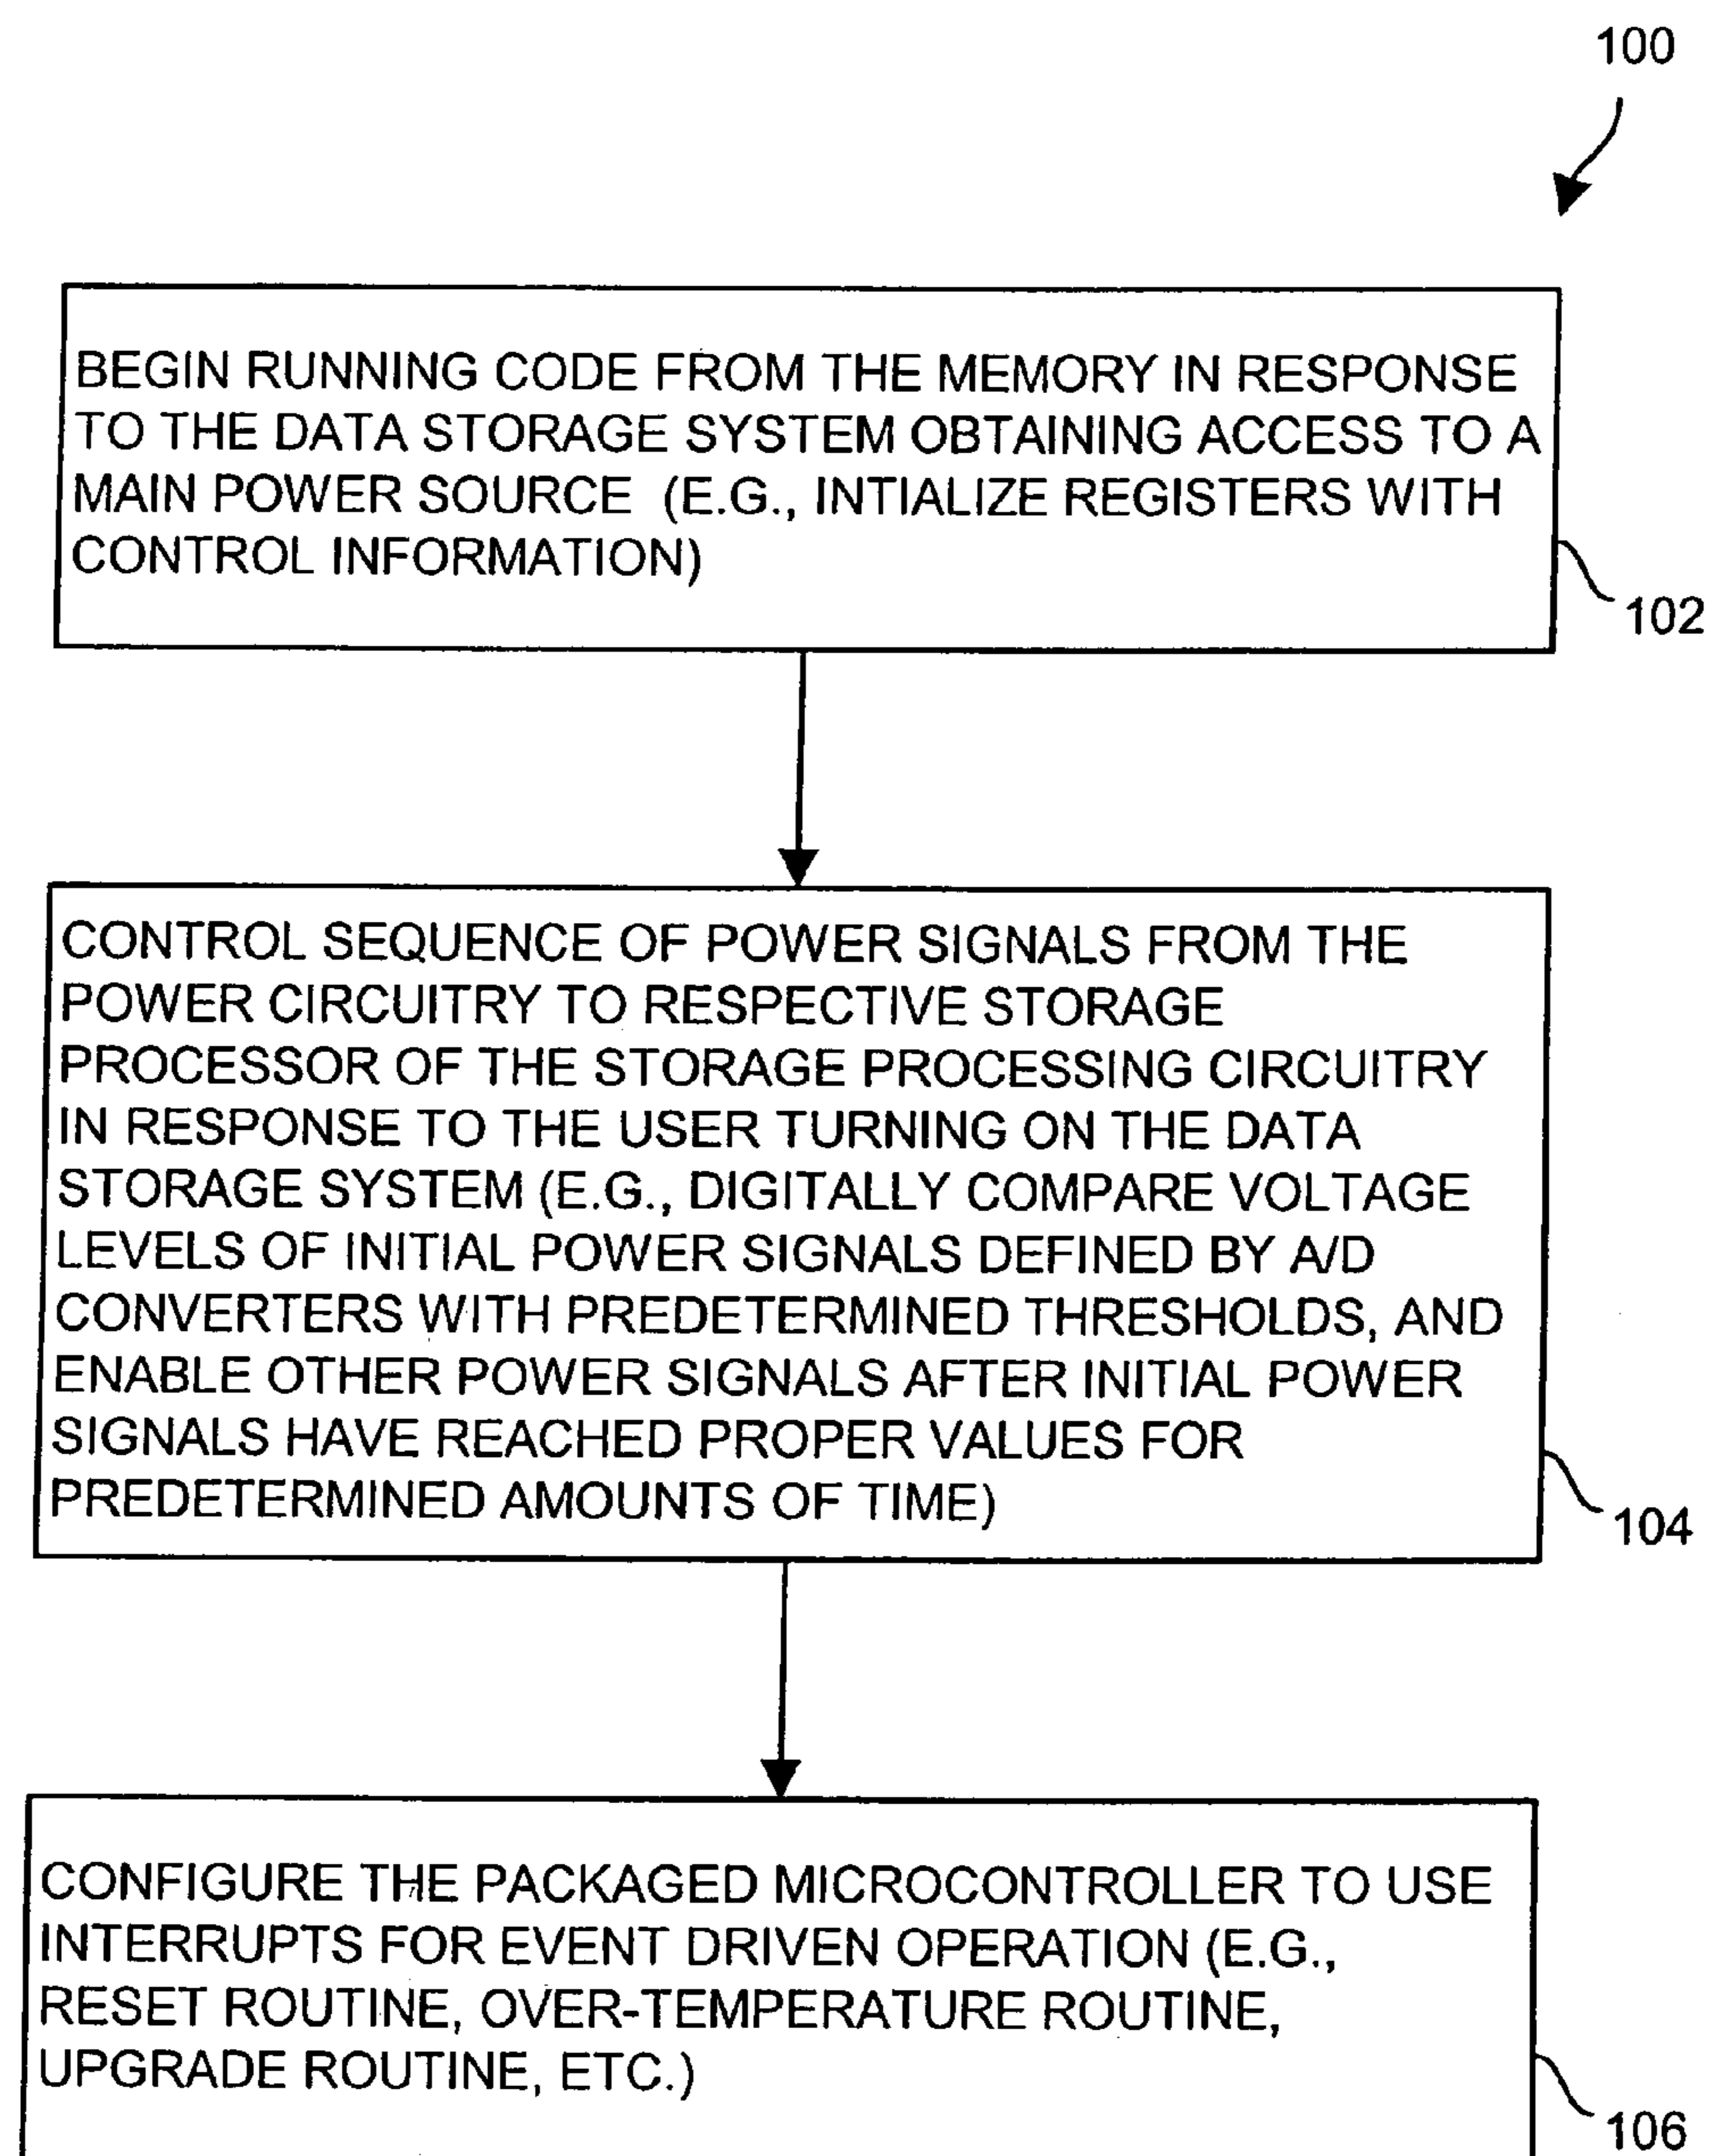 100
BEGIN RUNNING CODE FROM THE MEMORY IN RESPONSE
TO THE DATA STORAGE SYSTEM OBTAINING ACCESS TO A
MAIN POWER SOURCE (E.G., INTIALIZE REGISTERS WITH
CONTROL INFORMATION)
102
CONTROL SEQUENCE OF POWER SIGNALS FROM THE
POWER CIRCUITRY TO RESPECTIVE STORAGE
PROCESSOR OF THE STORAGE PROCESSING CIRCUITRY
IN RESPONSE TO THE USER TURNING ON THE DATA
STORAGE SYSTEM (E.G., DIGITALLY COMPARE VOLTAGE
LEVELS OF INITIAL POWER SIGNALS DEFINED BY A/D
CONVERTERS WITH PREDETERMINED THRESHOLDS, AND
ENABLE OTHER POWER SIGNALS AFTER INITIAL POWER
SIGNALS HAVE REACHED PROPER VALUES FOR
PREDETERMINED AMOUNTS OF TIME)
104
CONFIGURE THE PACKAGED MICROCONTROLLER TO USE
INTERRUPTS FOR EVENT DRIVEN OPERATION (E.G.,
RESET ROUTINE, OVER-TEMPERATURE ROUTINE,
UPGRADE ROUTINE, ETC.)
106